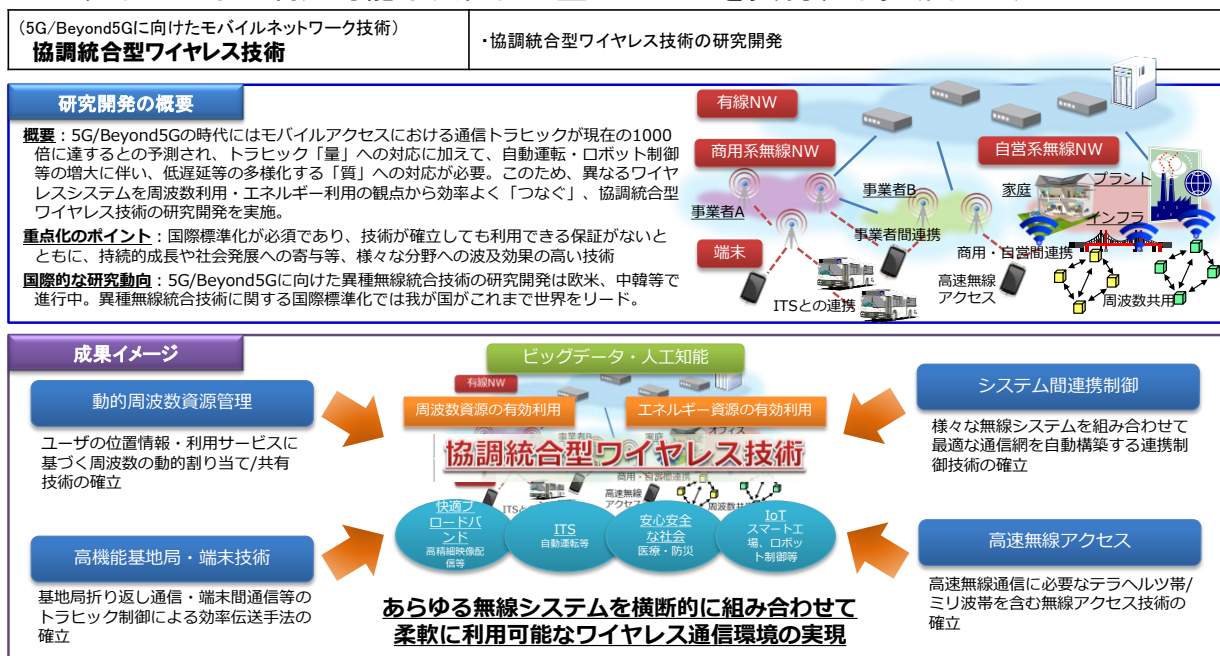 (5G/Beyond5Gに向けたモバイルネットワーク技術)
協調統合型ワイヤレス技術
・協調統合型ワイヤレス技術の研究開発
研究開発の概要
概要：5G/Beyond5Gの時代にはモバイルアクセスにおける通信トラヒックが現在の1000
倍に達するとの予測され、トラヒック「量」への対応に加えて、自動運転・ロボット制御
等の増大に伴い、低遅延等の多様化する「質」への対応が必要。このため、異なるワイヤ
レスシステムを周波数利用・エネルギー利用の観点から効率よく「つなぐ」、協調統合型
ワイヤレス技術の研究開発を実施。
重点化のポイント：国際標準化が必須であり、技術が確立しても利用できる保証がないと
ともに、持続的成長や社会発展への寄与等、様々な分野への波及効果の高い技術
国際的な研究動向：5G/Beyond5Gに向けた異種無線統合技術の研究開発は欧米、中韓等で
進行中。異種無線統合技術に関する国際標準化では我が国がこれまで世界をリード。
有線NW
商用系無線NW
自営系無線NW
事業者A
事業者B
家庭
プラント
インフラ
端末
事業者間連携
商用・自営間連携
ITSとの連携
高速無線
アクセス
周波数共用
成果イメージ
動的周波数資源管理
ユーザの位置情報・利用サービスに
基づく周波数の動的割り当て/共有
技術の確立
高機能基地局・端末技術
基地局折り返し通信・端末間通信等の
トラヒック制御による効率伝送手法の
確立
ビッグデータ・人工知能
有線NW
周波数資源の有効利用
エネルギー資源の有効利用
オフィス
協調統合型ワイヤレス技術
商用・自営間連携
高速無線
アクセス
快適ブ
ロードバ
ンド
高精細映像配
信等
ITS
自動運転等
安心安全
な社会
医療・防災
IoT
スマート工
場、ロボッ
ト制御等
あらゆる無線システムを横断的に組み合わせて
柔軟に利用可能なワイヤレス通信環境の実現
システム間連携制御
様々な無線システムを組み合わせて
最適な通信網を自動構築する連携制
御技術の確立
高速無線アクセス
高速無線通信に必要なテラヘルツ帯/
ミリ波帯を含む無線アクセス技術の
確立